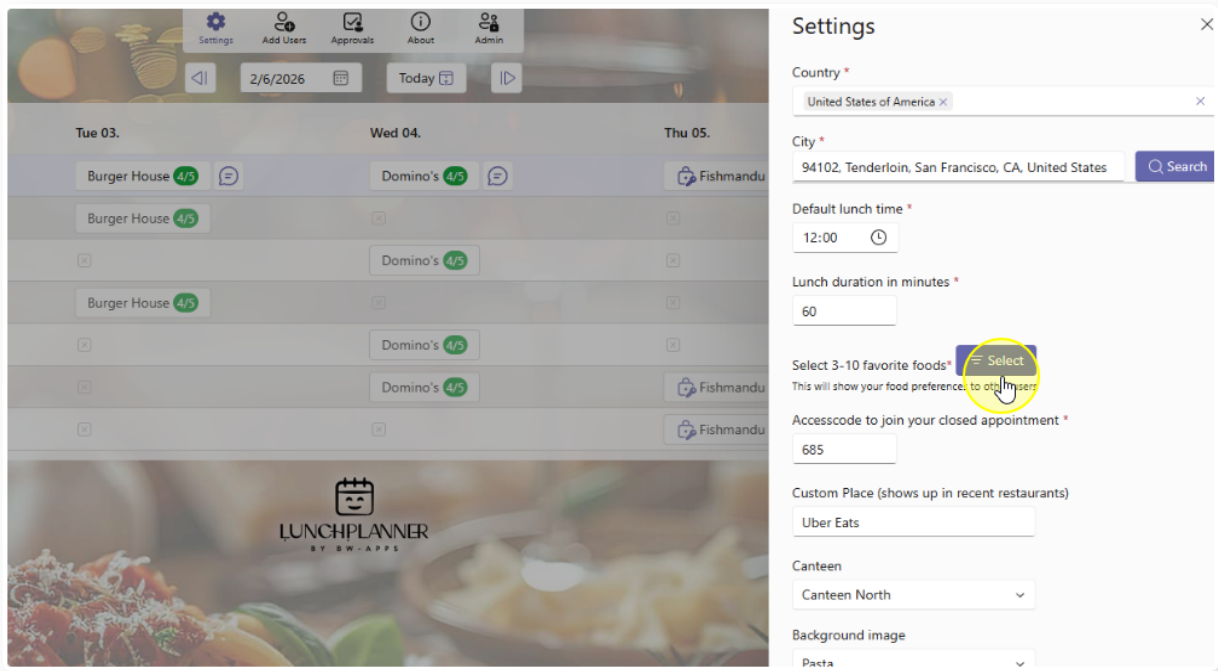 Settings
Add Users
Approvals
About
Admin
2/6/2026
Today
Tue 03.
Wed 04.
Thu 05.
Burger House 4/5
Domino's 4/5
Fishmandu
Burger House 4/5
Domino's 4/5
Burger House 4/5
Domino's 4/5
Domino's 4/5
Fishmandu
Fishmandu
LUNCHPLANNER
BY BW-APPS
Settings
Country *
United States of America
City *
94102, Tenderloin, San Francisco, CA, United States
Search
Default lunch time *
12:00
Lunch duration in minutes *
60
Select 3-10 favorite foods*
Select
This will show your food preferences to other users
Accesscode to join your closed appointment *
685
Custom Place (shows up in recent restaurants)
Uber Eats
Canteen
Canteen North
Background image
Pasta